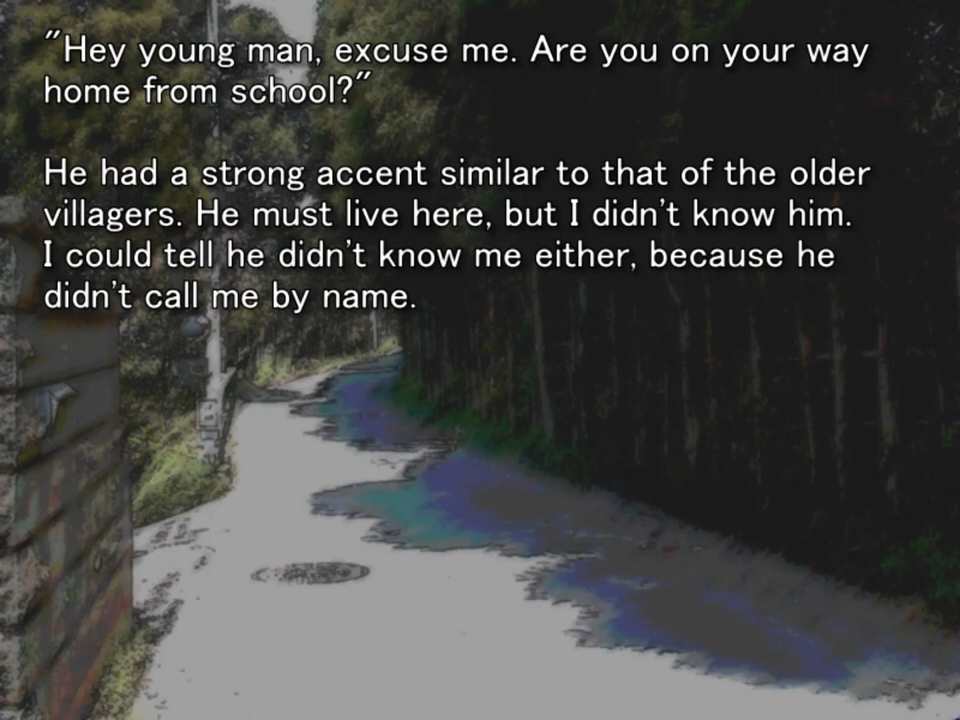 "Hey young man, excuse me. Are you on your way
home from school?"
He had a strong accent similar to that of the older
villagers. He must live here, but I didn't know him.
I could tell he didn't know me either, because he
didn't call me by name.